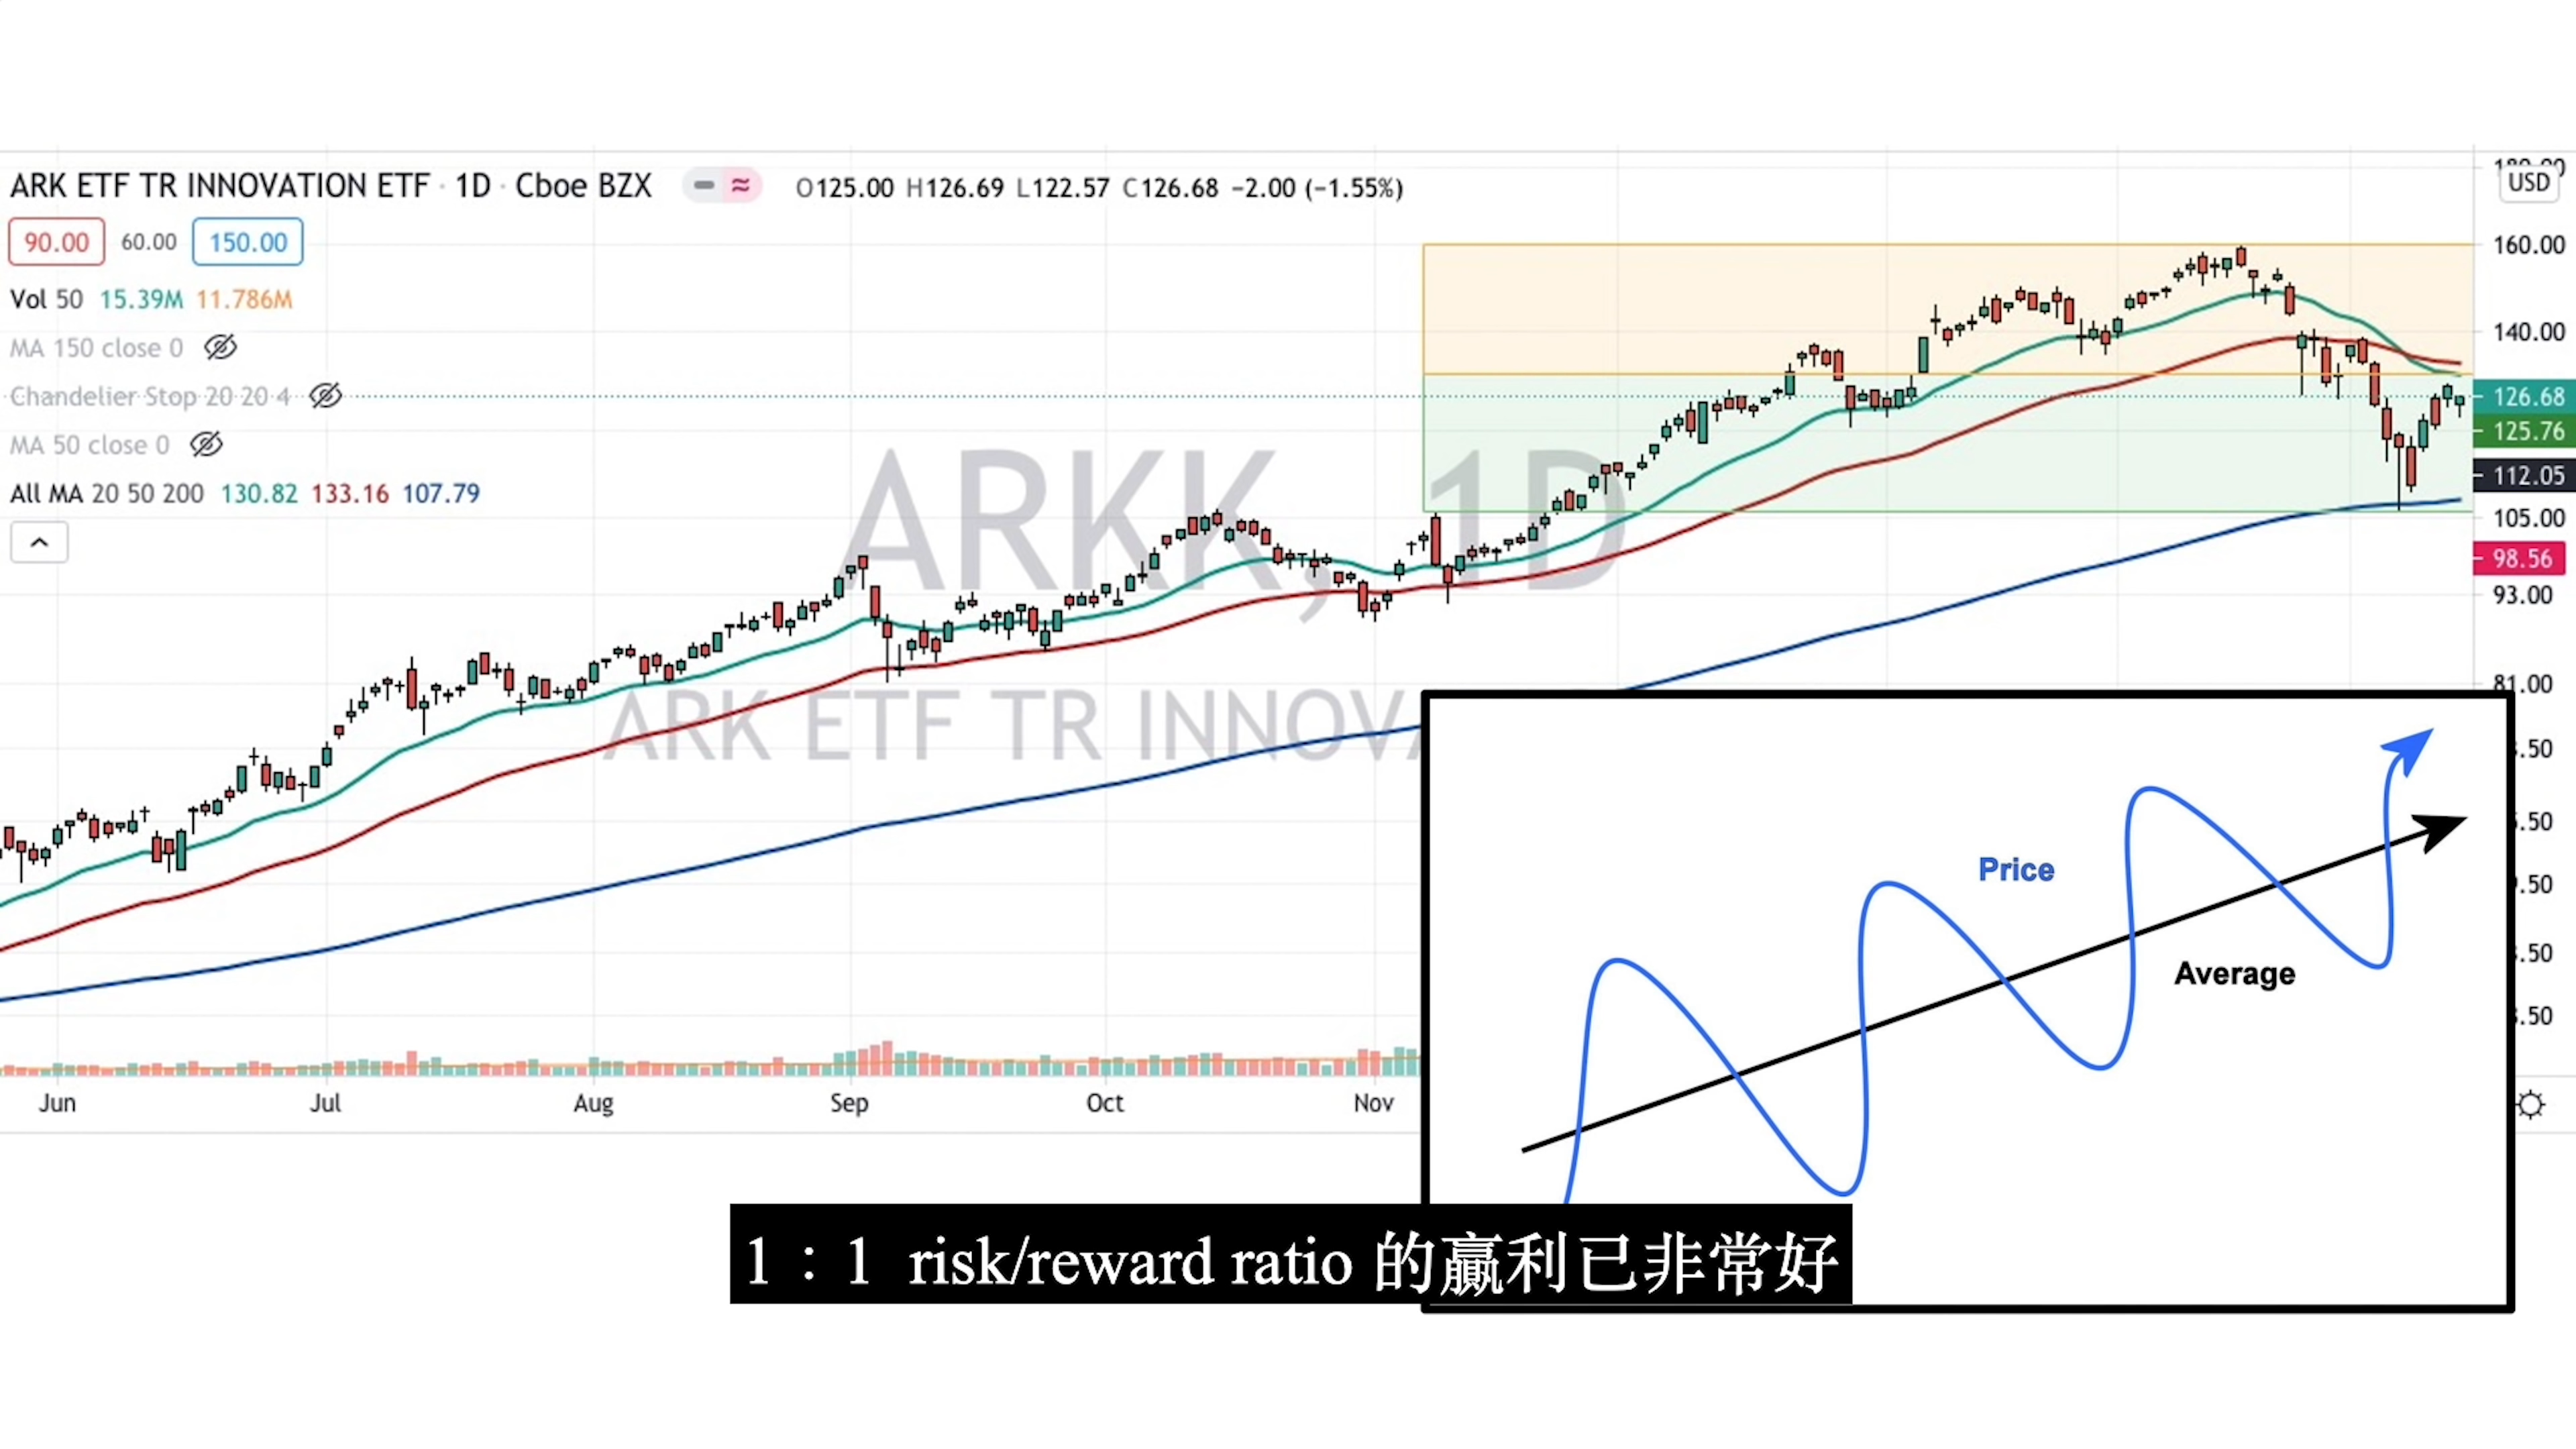 ARK ETF TR INNOVATION ETF · 1D · Cboe BZX O125.00 H126.69 L122.57 C126.68 −2.00 (−1.55%)
USD
90.00 60.00 150.00
160.00
Vol 50 15.39M 11.786M
140.00
MA 150 close 0
Chandelier Stop 20 20 4
126.68
125.76
MA 50 close 0
112.05
All MA 20 50 200 130.82 133.16 107.79
105.00
ARKK, 1D
98.56
93.00
81.00
ARK ETF TR INNOVA
.50
.50
Price
.50
.50
Average
.50
Jun Jul Aug Sep Oct Nov
1：1 risk/reward ratio 的贏利已非常好